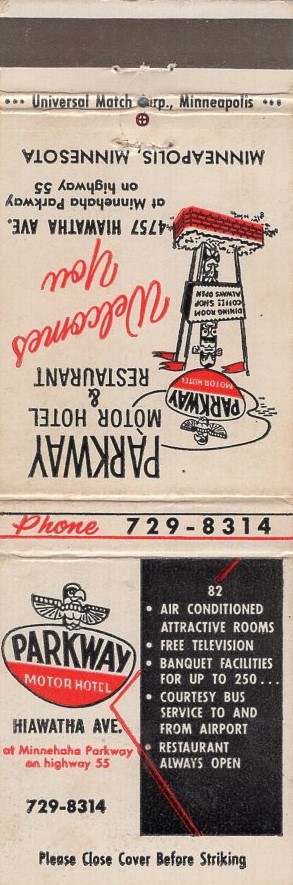 ••• Universal Match Corp., Minneapolis •••
PARKWAY
MOTOR HOTEL
&
RESTAURANT
Welcomes
You
4757 HIAWATHA AVE.
at Minnehaha Parkway
on highway 55
MINNEAPOLIS, MINNESOTA
PARKWAY
MOTOR HOTEL
DINING ROOM
COFFEE SHOP
ALWAYS OPEN
Phone 729-8314
PARKWAY
MOTOR HOTEL
HIAWATHA AVE.
at Minnehaha Parkway
on highway 55
729-8314
82
• AIR CONDITIONED
ATTRACTIVE ROOMS
• FREE TELEVISION
• BANQUET FACILITIES
FOR UP TO 250...
• COURTESY BUS
SERVICE TO AND
FROM AIRPORT
• RESTAURANT
ALWAYS OPEN
Please Close Cover Before Striking